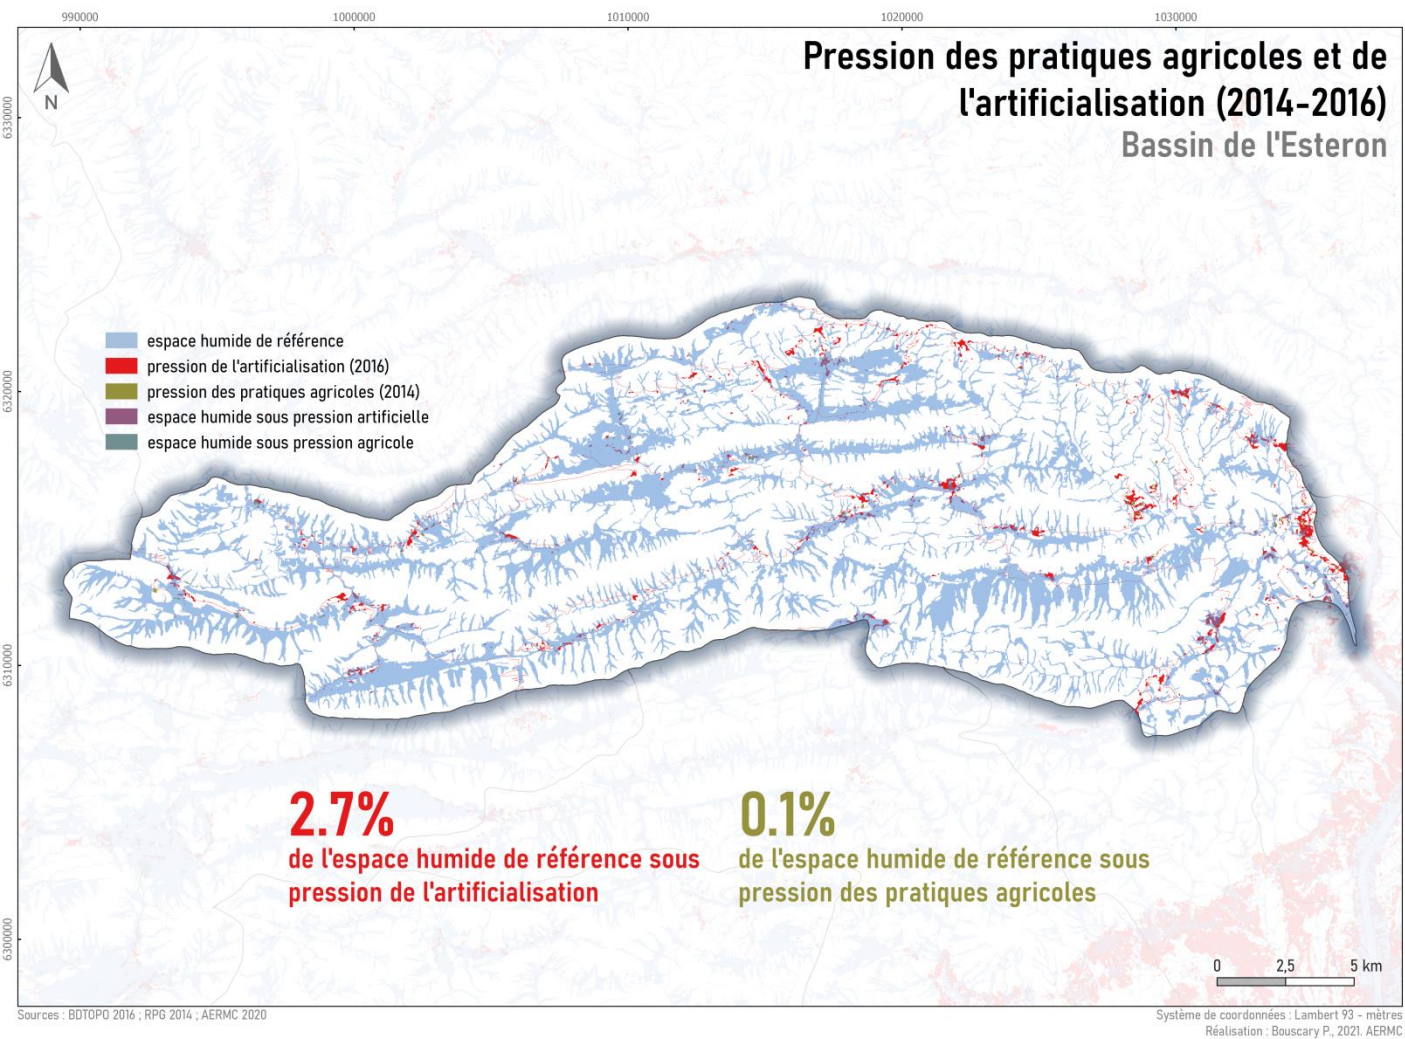 990000
1000000
1010000
1020000
1030000
Pression des pratiques agricoles et de
l'artificialisation (2014-2016)
Bassin de l'Esteron
N
6330000
6320000
6310000
6300000
espace humide de référence
pression de l'artificialisation (2016)
pression des pratiques agricoles (2014)
espace humide sous pression artificielle
espace humide sous pression agricole
2.7%
de l'espace humide de référence sous
pression de l'artificialisation
0.1%
de l'espace humide de référence sous
pression des pratiques agricoles
0 2,5 5 km
Sources : BDTOPO 2016 ; RPG 2014 ; AERMC 2020
Système de coordonnées : Lambert 93 - mètres
Réalisation : Bouscary P., 2021. AERMC